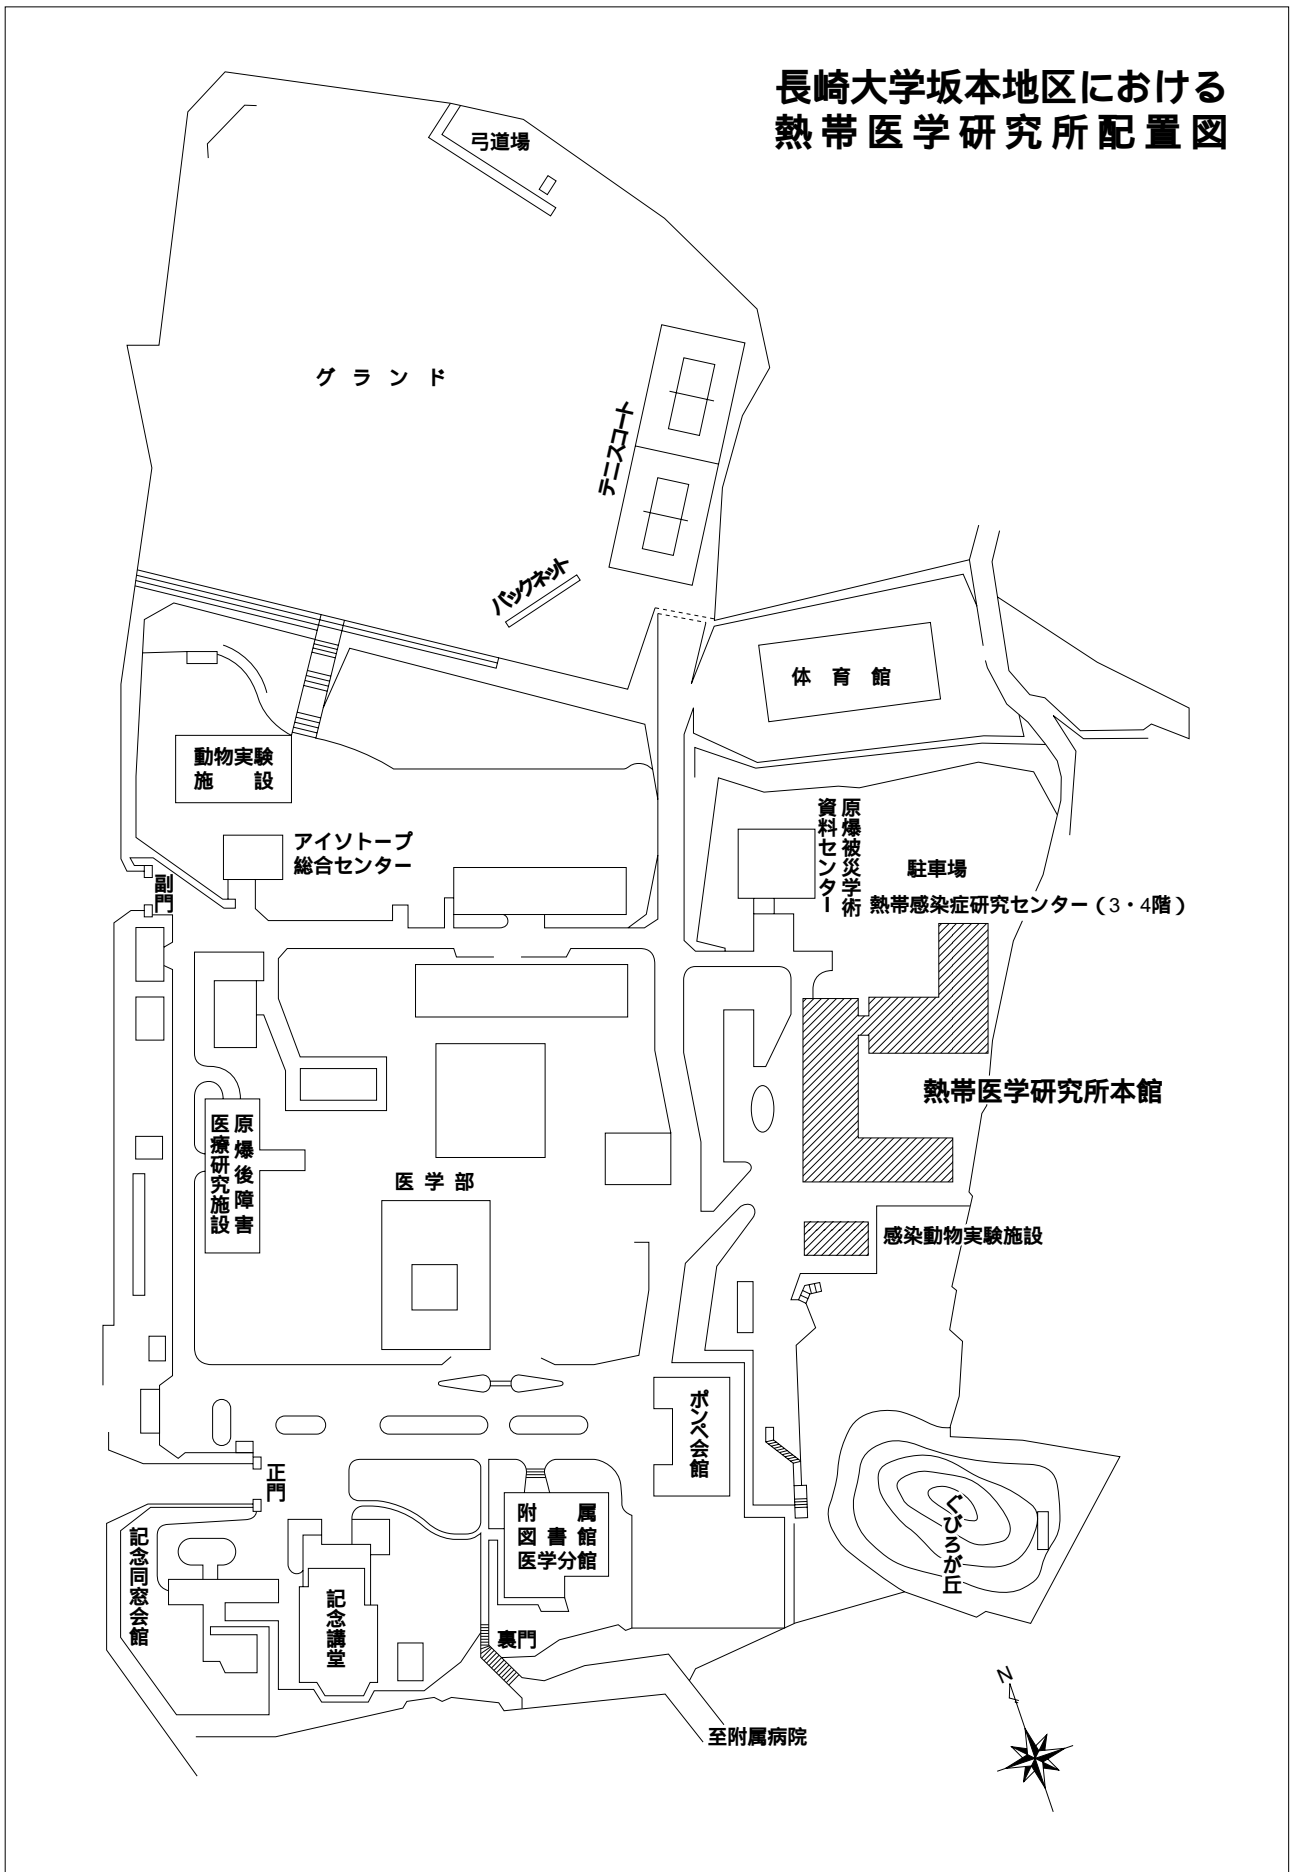 長崎大学坂本地区における
熱帯医学研究所配置図
弓道場
グランド
テニスコート
バックネット
体育館
動物実験
施設
アイソトープ
総合センター
原爆被災学術
資料センター
駐車場
熱帯感染症研究センター(3・4階)
副門
熱帯医学研究所本館
原爆後障害
医療研究施設
医学部
感染動物実験施設
ポンペ会館
正門
附属
図書館
医学分館
ぐびろが丘
記念同窓会館
記念講堂
裏門
至附属病院
N